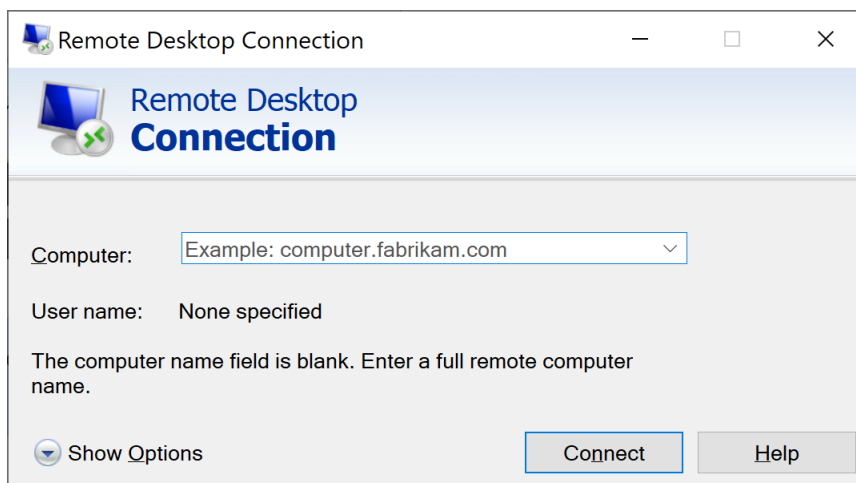 Remote Desktop Connection
Remote Desktop
Connection
Computer:
Example: computer.fabrikam.com
User name: None specified
The computer name field is blank. Enter a full remote computer
name.
Show Options
Connect
Help